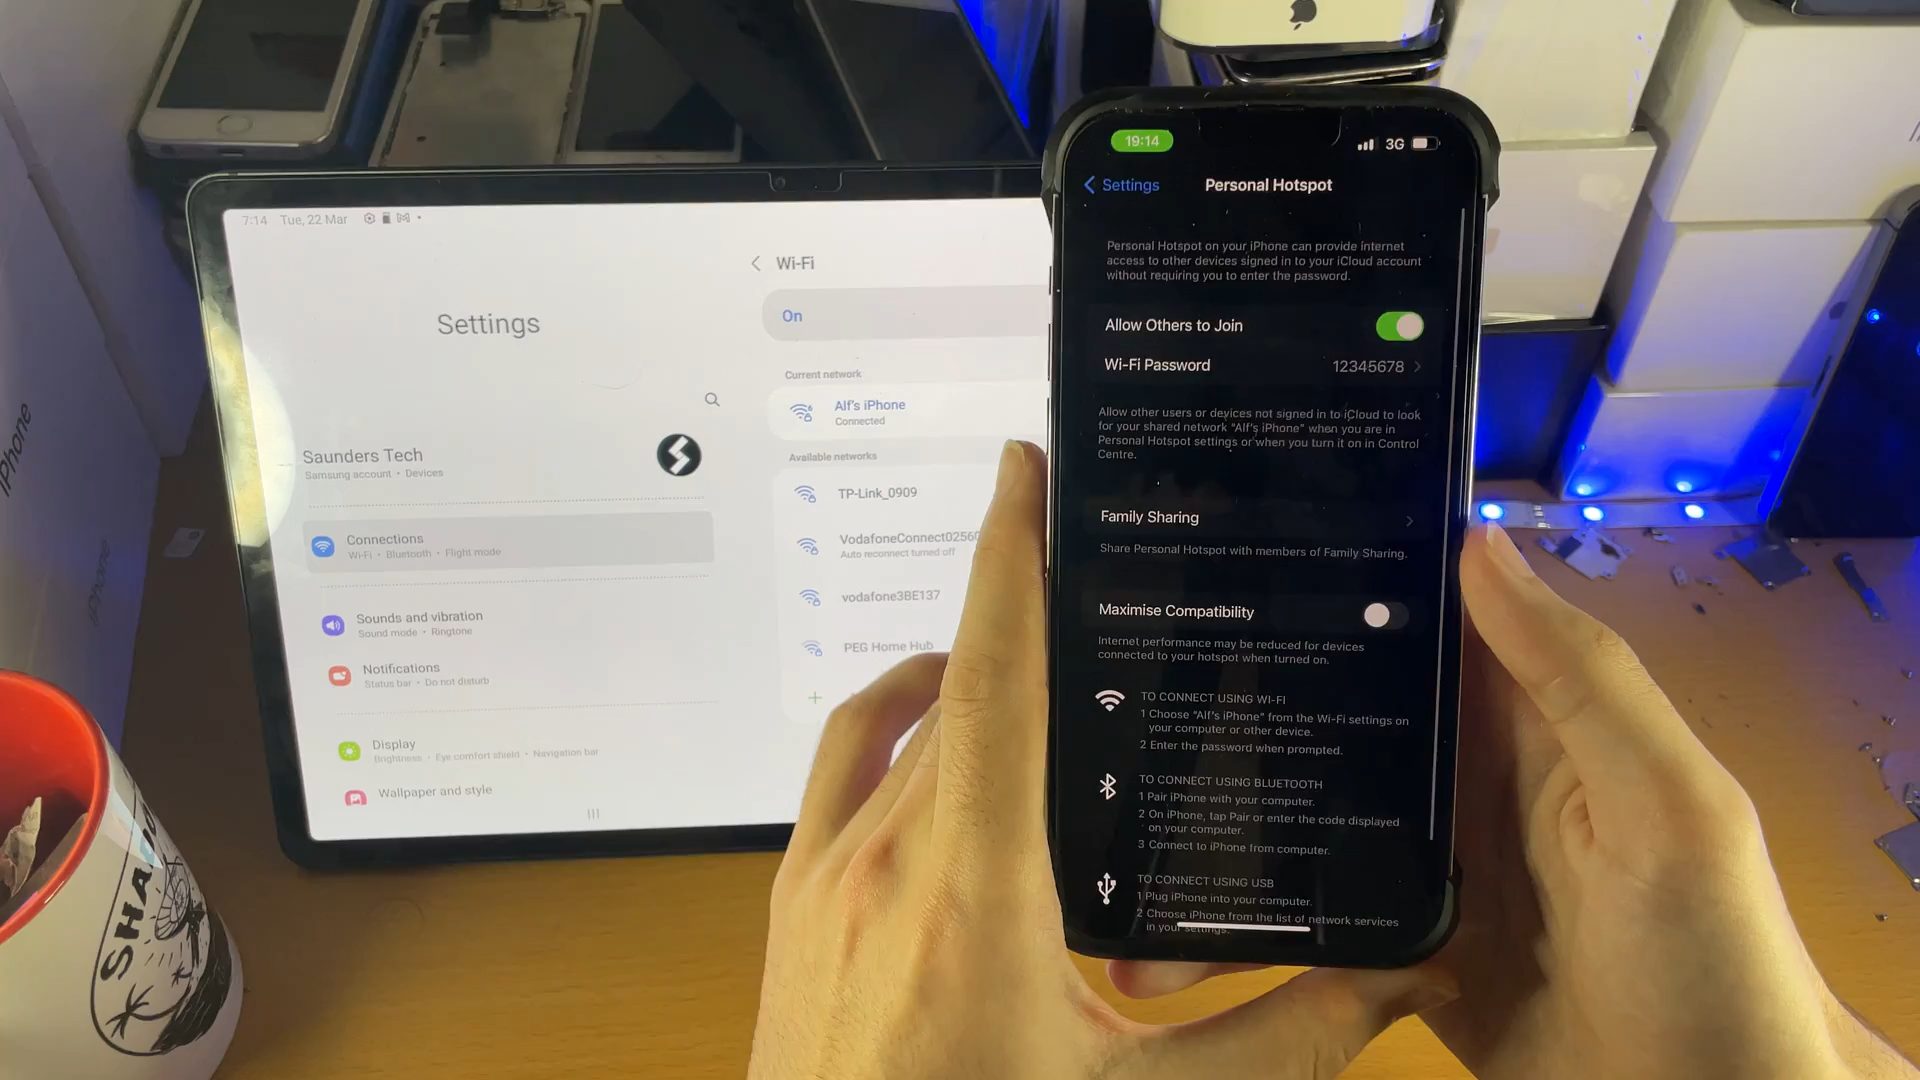 7:14 Tue, 22 Mar
Settings
Saunders Tech
Samsung account • Devices
Connections
Wi-Fi • Bluetooth • Flight mode
Sounds and vibration
Sound mode • Ringtone
Notifications
Status bar • Do not disturb
Display
Brightness • Eye comfort shield • Navigation bar
Wallpaper and style
Wi-Fi
On
Current network
Alf's iPhone
Connected
Available networks
TP-Link_0909
VodafoneConnect02560
Auto reconnect turned off
vodafone3BE137
PEG Home Hub
19:14
3G
Settings
Personal Hotspot
Personal Hotspot on your iPhone can provide internet
access to other devices signed in to your iCloud account
without requiring you to enter the password.
Allow Others to Join
Wi-Fi Password 12345678
Allow other users or devices not signed in to iCloud to look
for your shared network “Alf's iPhone” when you are in
Personal Hotspot settings or when you turn it on in Control
Centre.
Family Sharing
Share Personal Hotspot with members of Family Sharing.
Maximise Compatibility
Internet performance may be reduced for devices
connected to your hotspot when turned on.
TO CONNECT USING WI-FI
1 Choose “Alf's iPhone” from the Wi-Fi settings on
your computer or other device.
2 Enter the password when prompted.
TO CONNECT USING BLUETOOTH
1 Pair iPhone with your computer.
2 On iPhone, tap Pair or enter the code displayed
on your computer.
3 Connect to iPhone from computer.
TO CONNECT USING USB
1 Plug iPhone into your computer.
2 Choose iPhone from the list of network services
in your settings.
iPhone
iPhone
SHADO